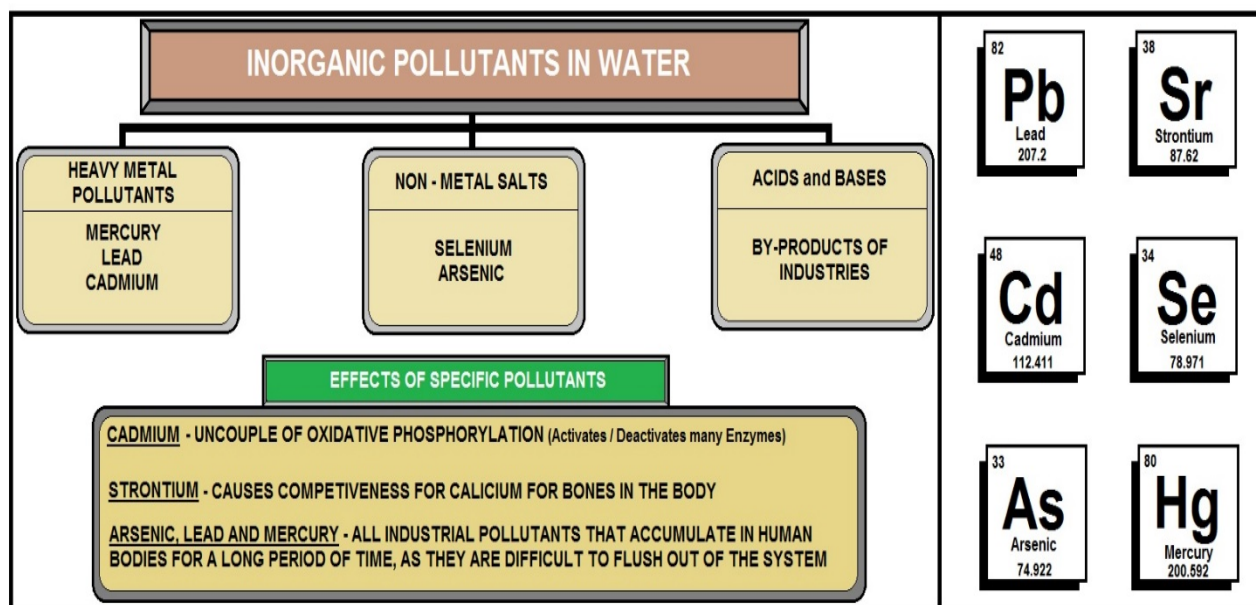 INORGANIC POLLUTANTS IN WATER
HEAVY METAL
POLLUTANTS
MERCURY
LEAD
CADMIUM
NON - METAL SALTS
SELENIUM
ARSENIC
ACIDS and BASES
BY-PRODUCTS OF
INDUSTRIES
EFFECTS OF SPECIFIC POLLUTANTS
CADMIUM - UNCOUPLE OF OXIDATIVE PHOSPHORYLATION (Activates / Deactivates many Enzymes)
STRONTIUM - CAUSES COMPETIVENESS FOR CALICIUM FOR BONES IN THE BODY
ARSENIC, LEAD AND MERCURY - ALL INDUSTRIAL POLLUTANTS THAT ACCUMULATE IN HUMAN
BODIES FOR A LONG PERIOD OF TIME, AS THEY ARE DIFFICULT TO FLUSH OUT OF THE SYSTEM
82
Pb
Lead
207.2
38
Sr
Strontium
87.62
48
Cd
Cadmium
112.411
34
Se
Selenium
78.971
33
As
Arsenic
74.922
80
Hg
Mercury
200.592